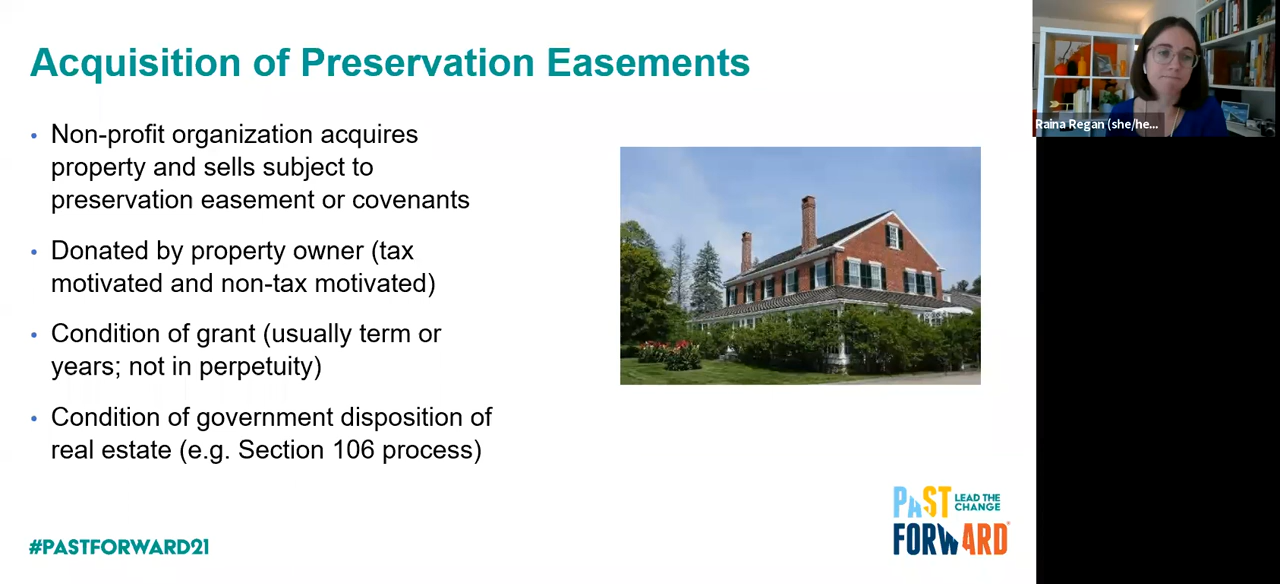 Acquisition of Preservation Easements
• Non-profit organization acquires
property and sells subject to
preservation easement or covenants
• Donated by property owner (tax
motivated and non-tax motivated)
• Condition of grant (usually term or
years; not in perpetuity)
• Condition of government disposition of
real estate (e.g. Section 106 process)
#PASTFORWARD21
PAST LEAD THE
CHANGE
FORWARD
Raina Regan (she/he...